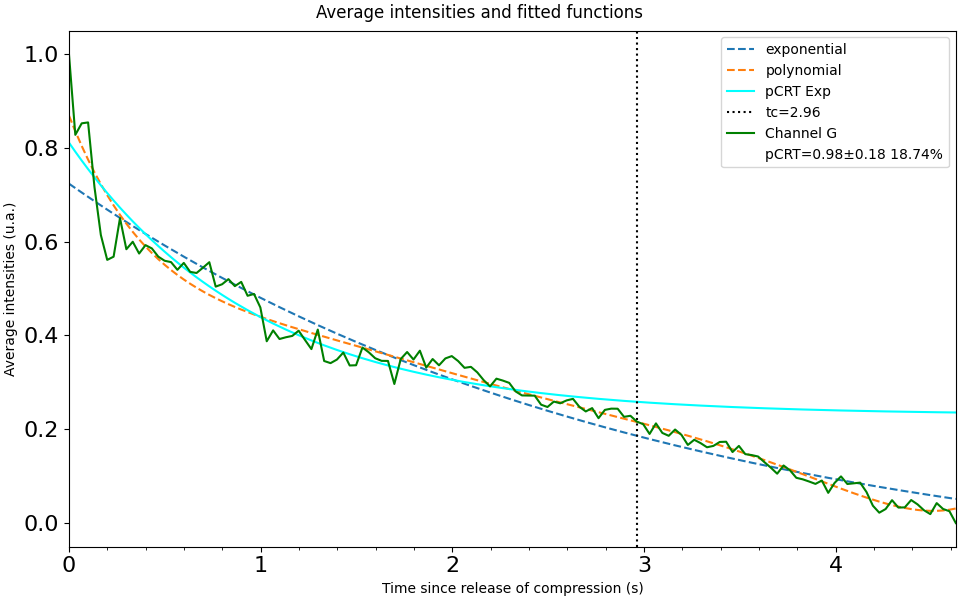 Average intensities and fitted functions
Average intensities (u.a.)
1.0
0.8
0.6
0.4
0.2
0.0
exponential
polynomial
pCRT Exp
tc=2.96
Channel G
pCRT=0.98±0.18 18.74%
0 1 2 3 4
Time since release of compression (s)